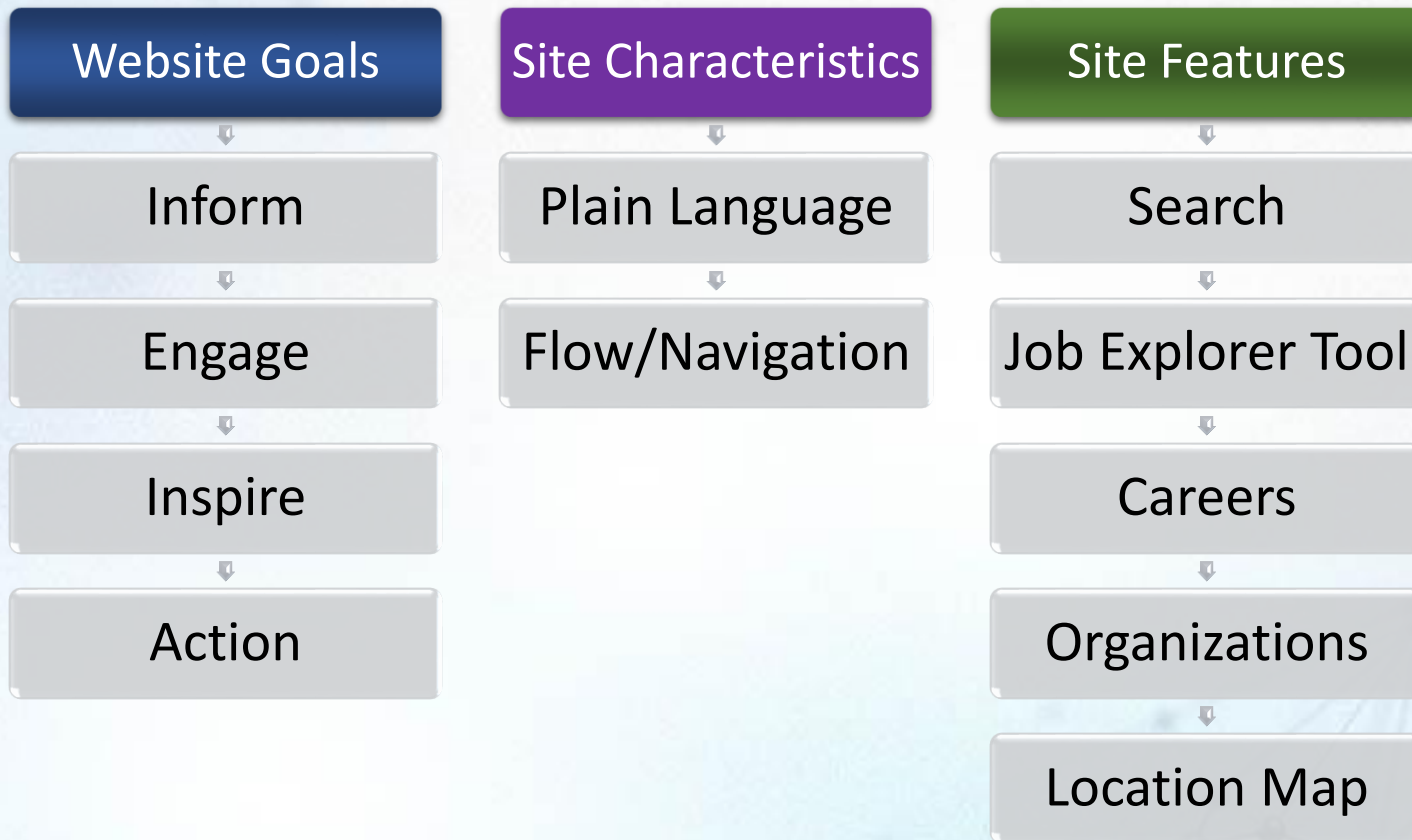 Website Goals
Inform
Engage
Inspire
Action
Site Characteristics
Plain Language
Flow/Navigation
Site Features
Search
Job Explorer Tool
Careers
Organizations
Location Map